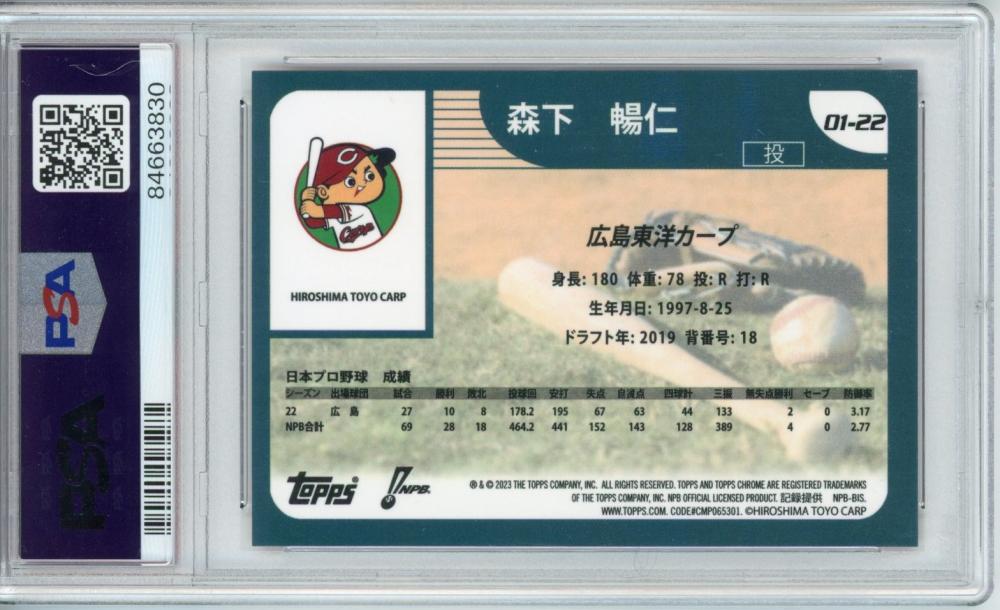 84663830
PSA
PSA
HIROSHIMA TOYO CARP
C
Carp
森下 暢仁
01-22
投
広島東洋カープ
身長: 180 体重: 78 投: R 打: R
生年月日: 1997-8-25
ドラフト年: 2019 背番号: 18
日本プロ野球 成績
シーズン 出場球団 試合 勝利 敗北 投球回 安打 失点 自責点 四球計 三振 無失点勝利 セーブ 防御率
22 広島 27 10 8 178.2 195 67 63 44 133 2 0 3.17
NPB合計 69 28 18 464.2 441 152 143 128 389 4 0 2.77
Topps®
NPB.
® & © 2023 THE TOPPS COMPANY, INC. ALL RIGHTS RESERVED. TOPPS AND TOPPS CHROME ARE REGISTERED TRADEMARKS
OF THE TOPPS COMPANY, INC. NPB OFFICIAL LICENSED PRODUCT. 記録提供 NPB-BIS.
WWW.TOPPS.COM. CODE#CMP065301. ©HIROSHIMA TOYO CARP